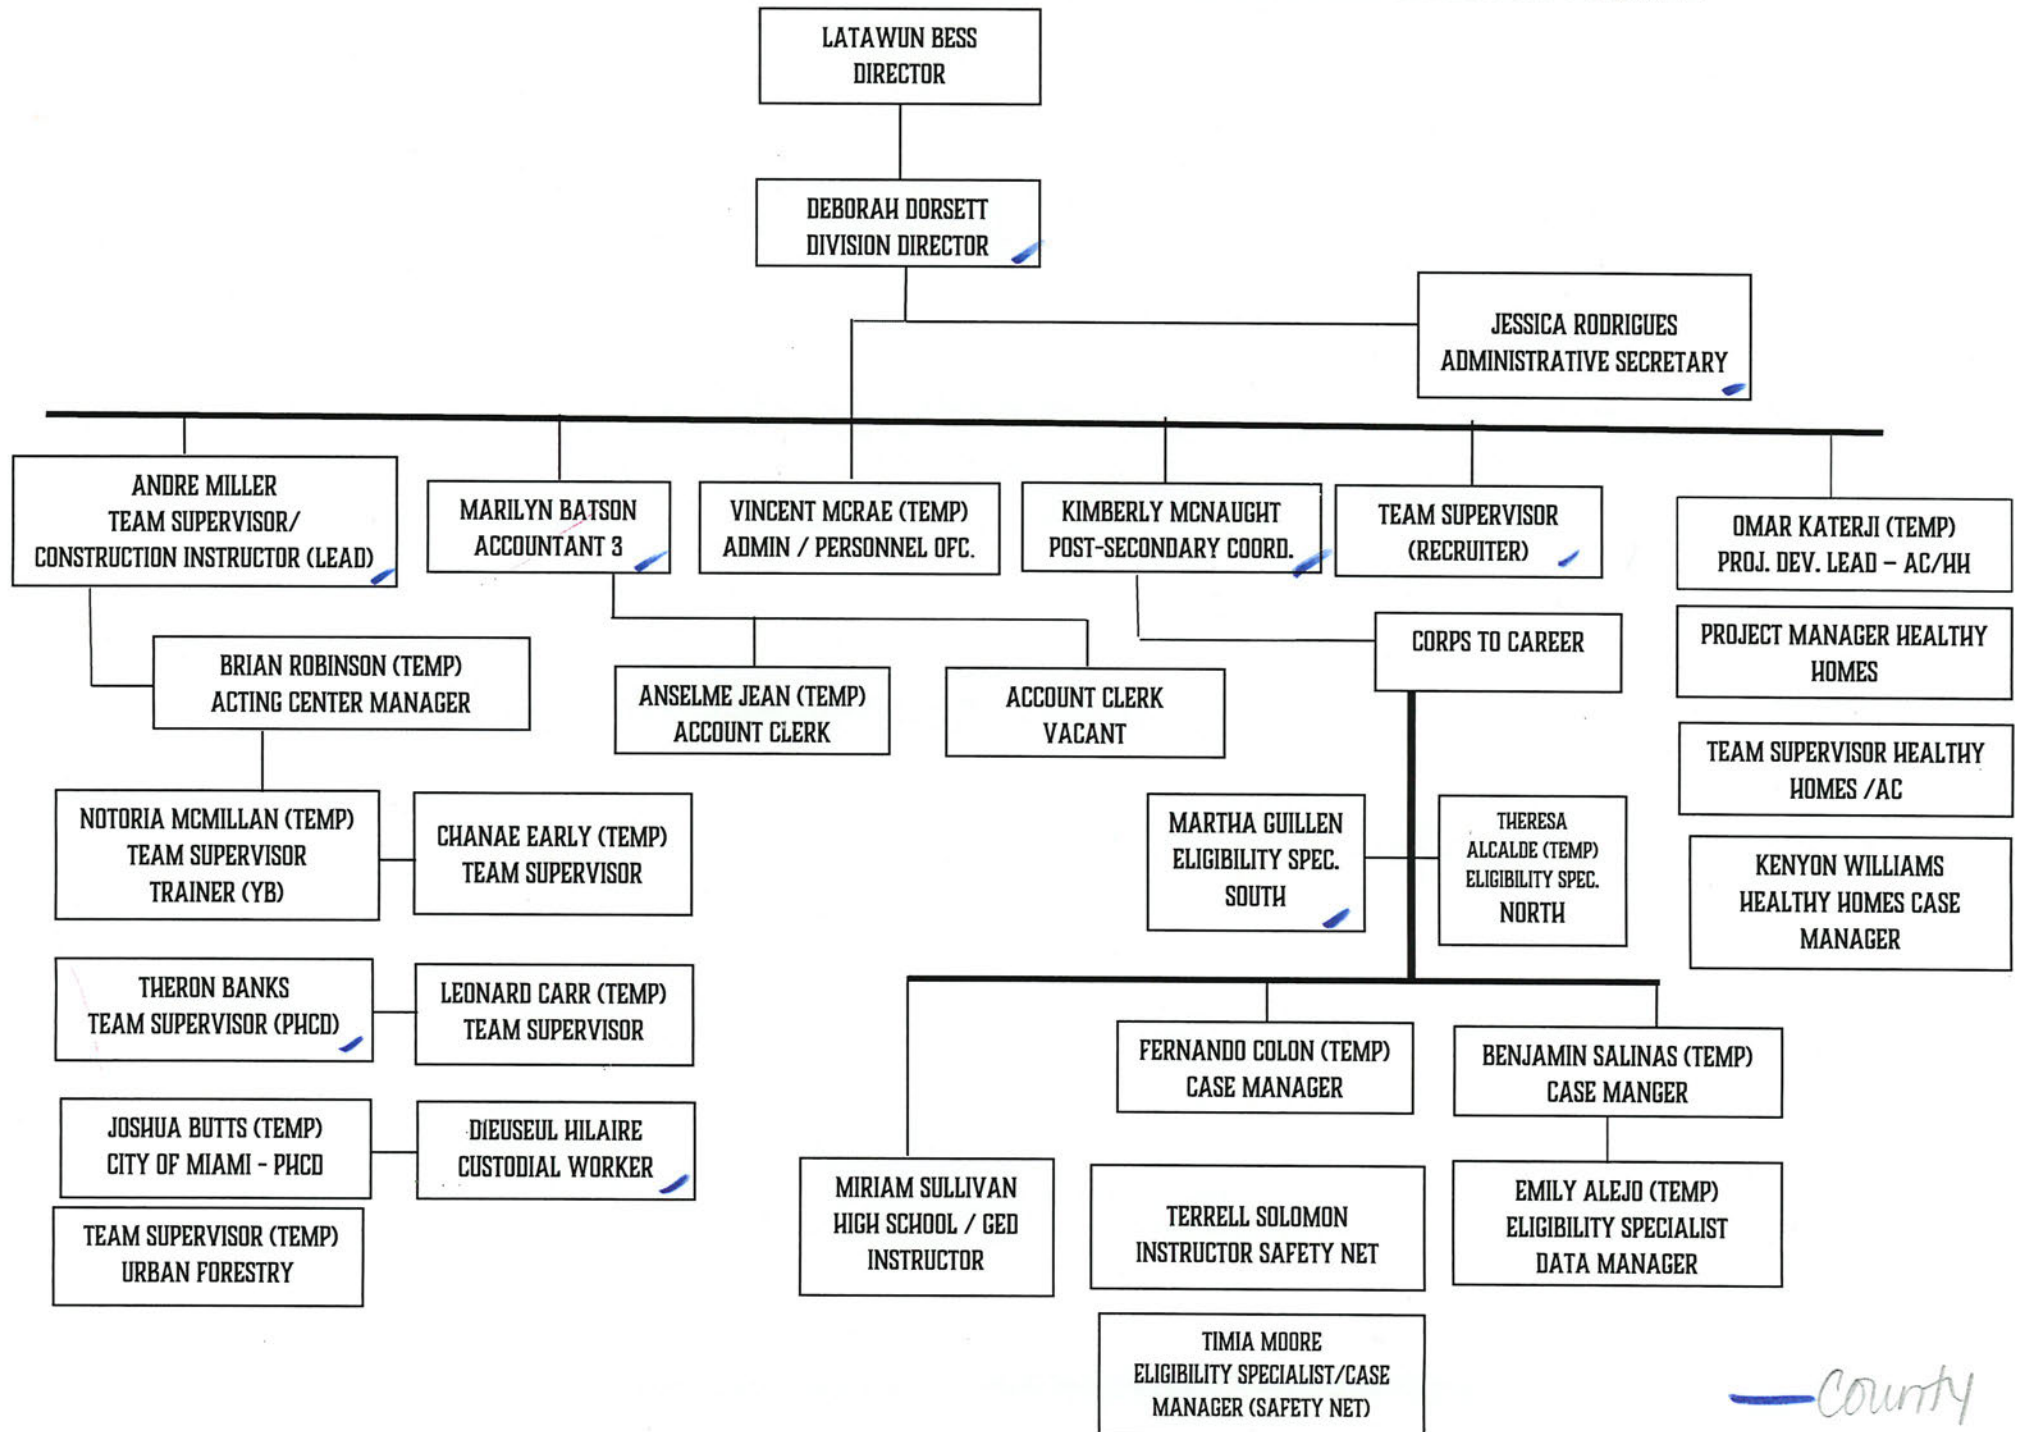 LATAWUN BESS
DIRECTOR
DEBORAH DORSETT
DIVISION DIRECTOR
JESSICA RODRIGUES
ADMINISTRATIVE SECRETARY
ANDRE MILLER
TEAM SUPERVISOR/
CONSTRUCTION INSTRUCTOR (LEAD)
MARILYN BATSON
ACCOUNTANT 3
VINCENT MCRAE (TEMP)
ADMIN / PERSONNEL OFC.
KIMBERLY MCNAUGHT
POST-SECONDARY COORD.
TEAM SUPERVISOR
(RECRUITER)
OMAR KATERJI (TEMP)
PROJ. DEV. LEAD – AC/HH
BRIAN ROBINSON (TEMP)
ACTING CENTER MANAGER
ANSELME JEAN (TEMP)
ACCOUNT CLERK
ACCOUNT CLERK
VACANT
CORPS TO CAREER
PROJECT MANAGER HEALTHY
HOMES
TEAM SUPERVISOR HEALTHY
HOMES /AC
NOTORIA MCMILLAN (TEMP)
TEAM SUPERVISOR
TRAINER (YB)
CHANAE EARLY (TEMP)
TEAM SUPERVISOR
MARTHA GUILLEN
ELIGIBILITY SPEC.
SOUTH
THERESA
ALCALDE (TEMP)
ELIGIBILITY SPEC.
NORTH
KENYON WILLIAMS
HEALTHY HOMES CASE
MANAGER
THERON BANKS
TEAM SUPERVISOR (PHCD)
LEONARD CARR (TEMP)
TEAM SUPERVISOR
FERNANDO COLON (TEMP)
CASE MANAGER
BENJAMIN SALINAS (TEMP)
CASE MANGER
JOSHUA BUTTS (TEMP)
CITY OF MIAMI - PHCD
DIEUSEUL HILAIRE
CUSTODIAL WORKER
MIRIAM SULLIVAN
HIGH SCHOOL / GED
INSTRUCTOR
TERRELL SOLOMON
INSTRUCTOR SAFETY NET
EMILY ALEJO (TEMP)
ELIGIBILITY SPECIALIST
DATA MANAGER
TEAM SUPERVISOR (TEMP)
URBAN FORESTRY
TIMIA MOORE
ELIGIBILITY SPECIALIST/CASE
MANAGER (SAFETY NET)
County